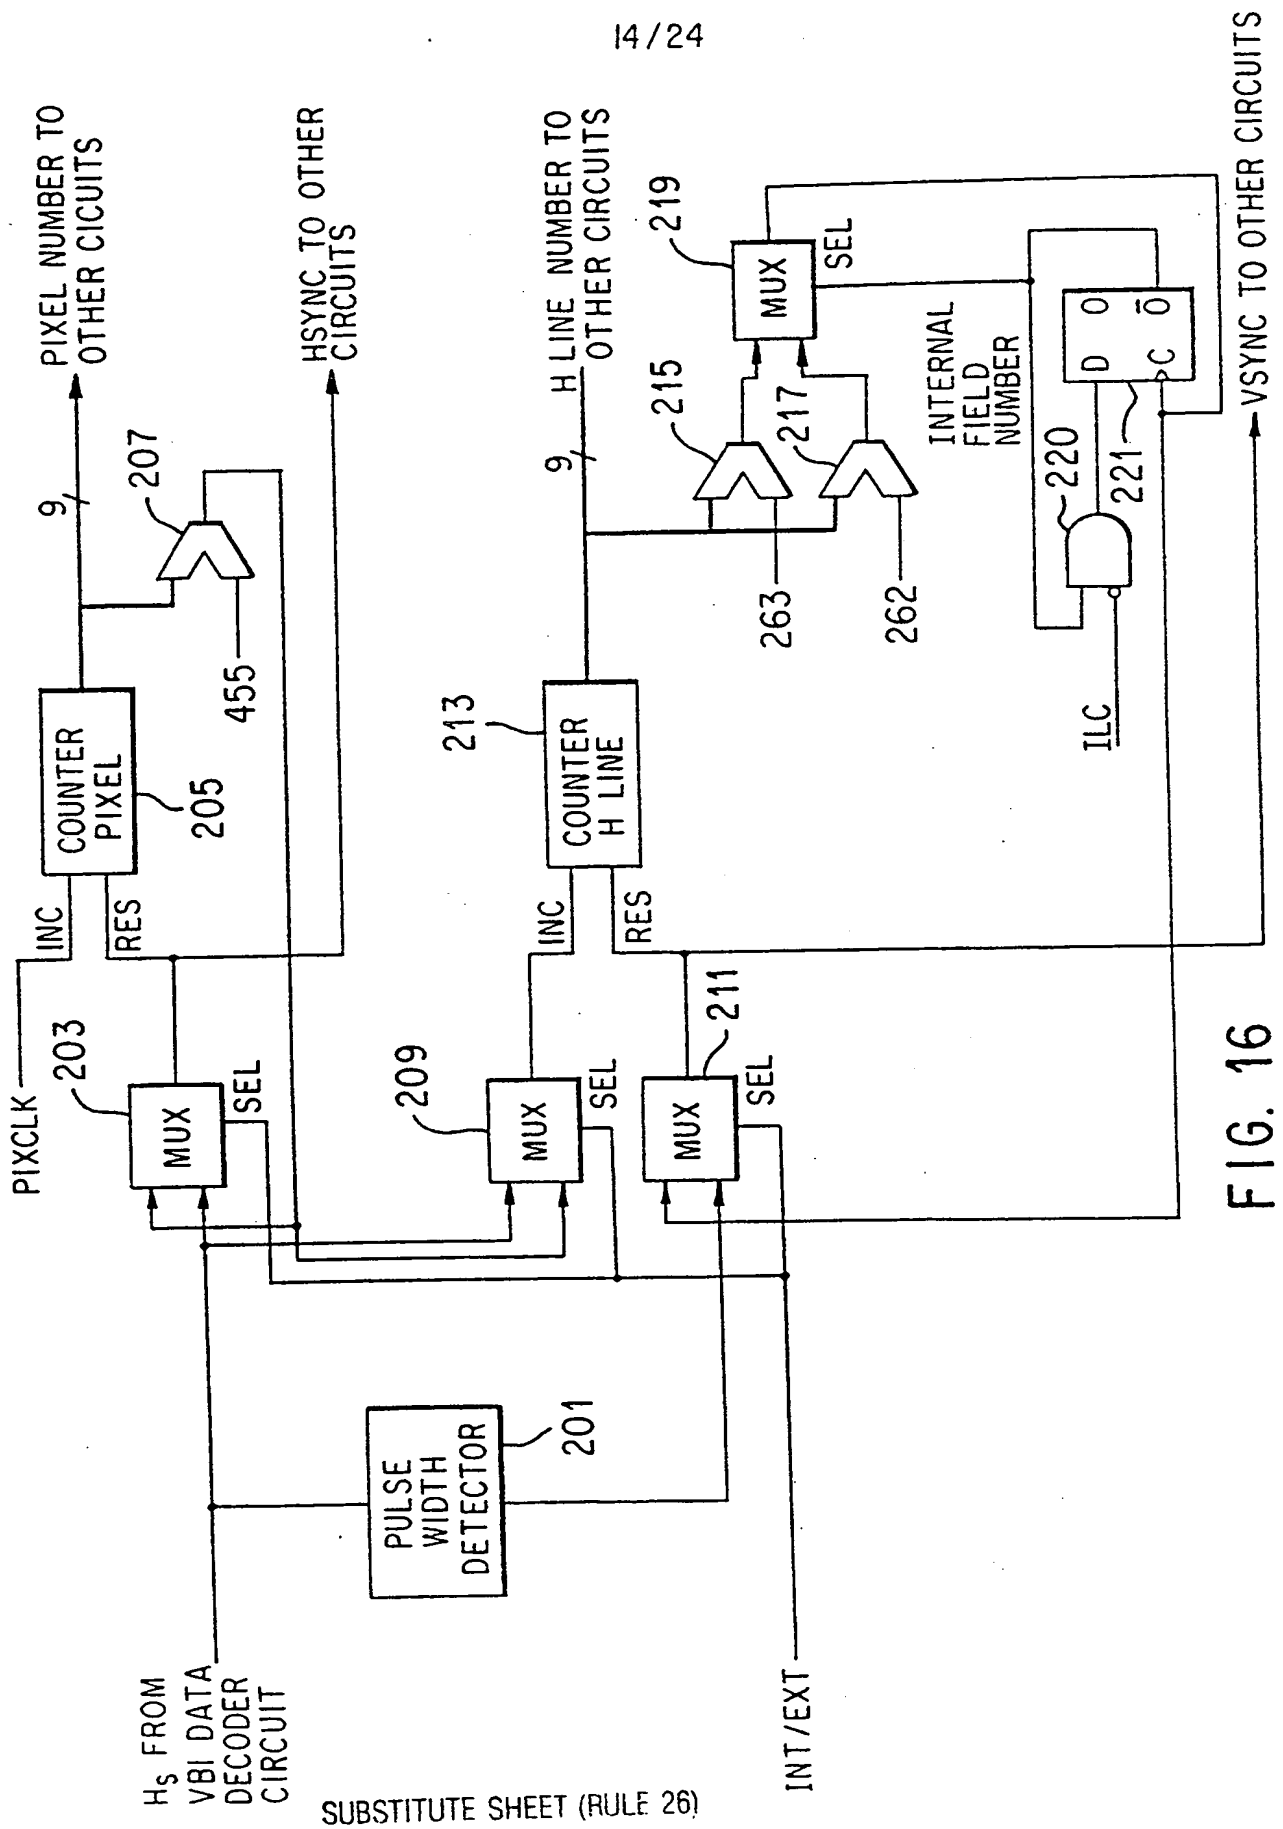 14/24
PIXCLK
INC
RES
COUNTER
PIXEL
205
9
PIXEL NUMBER TO
OTHER CICUITS
207
455
HSYNC TO OTHER
CIRCUITS
203
MUX
SEL
HS FROM
VBI DATA
DECODER
CIRCUIT
PULSE
WIDTH
DETECTOR
201
209
MUX
SEL
INC
RES
COUNTER
H LINE
213
9
H LINE NUMBER TO
OTHER CIRCUITS
MUX
211
SEL
215
217
263
262
219
MUX
SEL
INTERNAL
FIELD
NUMBER
220
221
D
O
C
O̅
ILC
INT/EXT
VSYNC TO OTHER CIRCUITS
FIG. 16
SUBSTITUTE SHEET (RULE 26)